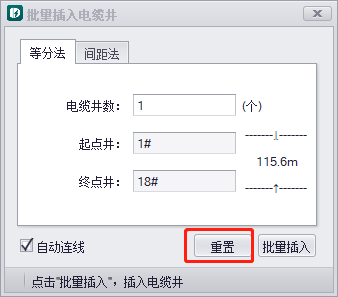 批量插入电缆井
等分法 间距法
电缆井数： 1 (个)
起点井： 1#
115.6m
终点井： 18#
自动连线 重置 批量插入
点击"批量插入"，插入电缆井